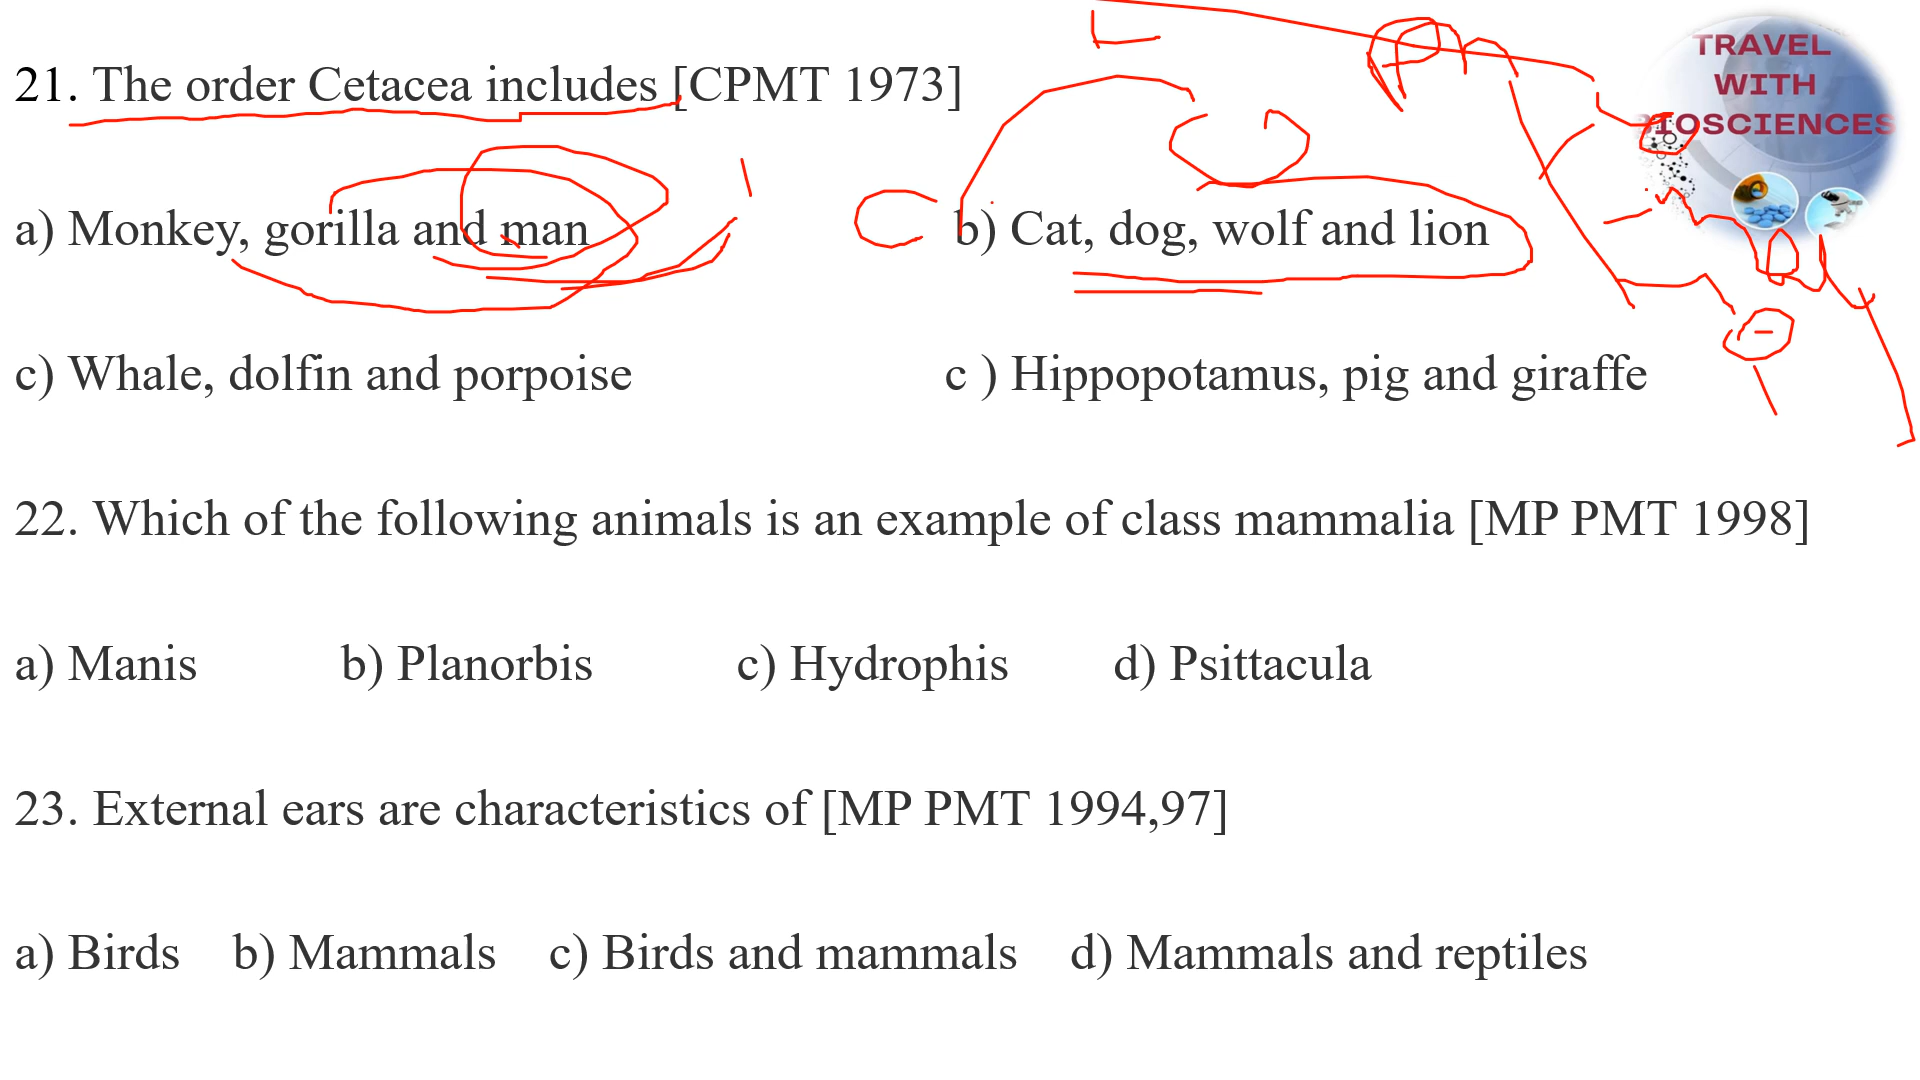 21. The order Cetacea includes [CPMT 1973]
TRAVEL
WITH
BIOSCIENCES
a) Monkey, gorilla and man b) Cat, dog, wolf and lion
c) Whale, dolfin and porpoise c ) Hippopotamus, pig and giraffe
22. Which of the following animals is an example of class mammalia [MP PMT 1998]
a) Manis b) Planorbis c) Hydrophis d) Psittacula
23. External ears are characteristics of [MP PMT 1994,97]
a) Birds b) Mammals c) Birds and mammals d) Mammals and reptiles